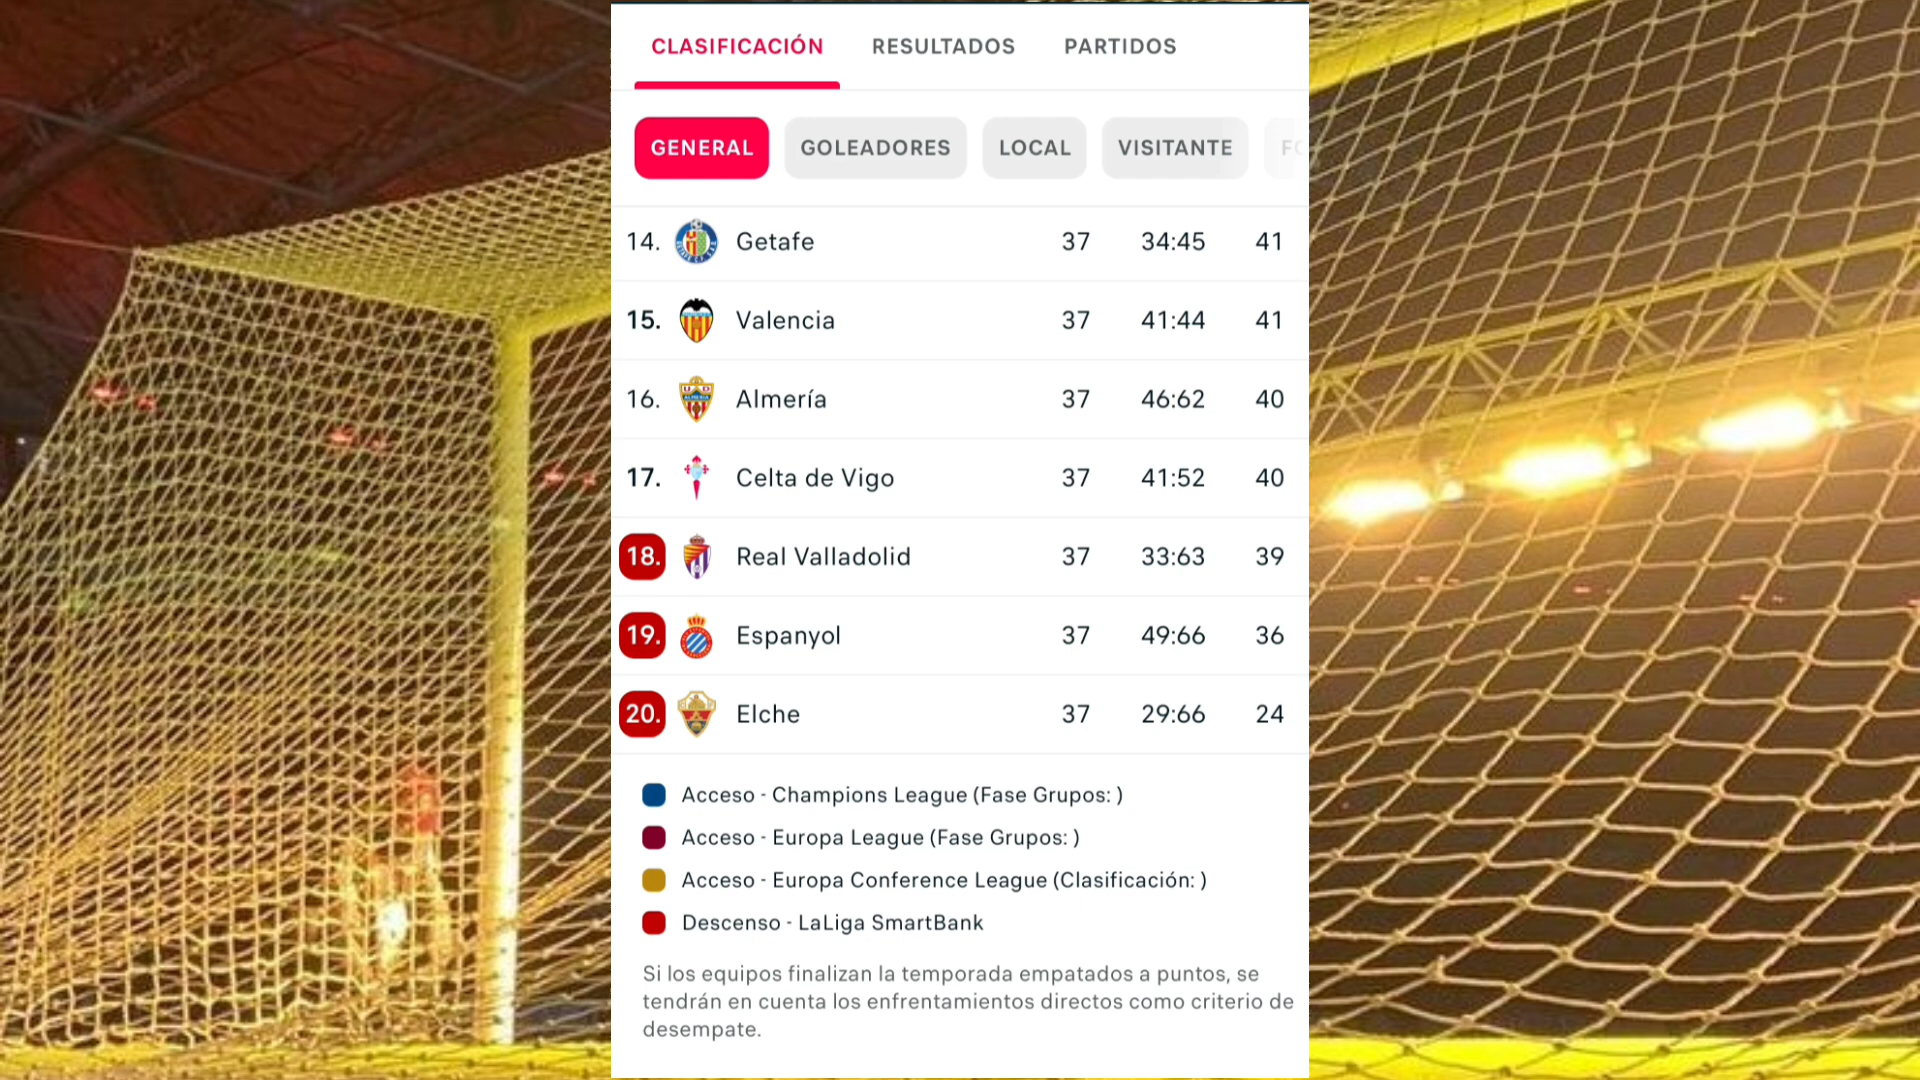 CLASIFICACIÓN RESULTADOS PARTIDOS
GENERAL GOLEADORES LOCAL VISITANTE
14. Getafe 37 34:45 41
15. Valencia 37 41:44 41
16. Almería 37 46:62 40
17. Celta de Vigo 37 41:52 40
18. Real Valladolid 37 33:63 39
19. Espanyol 37 49:66 36
20. Elche 37 29:66 24
Acceso - Champions League (Fase Grupos: )
Acceso - Europa League (Fase Grupos: )
Acceso - Europa Conference League (Clasificación: )
Descenso - LaLiga SmartBank
Si los equipos finalizan la temporada empatados a puntos, se
tendrán en cuenta los enfrentamientos directos como criterio de
desempate.